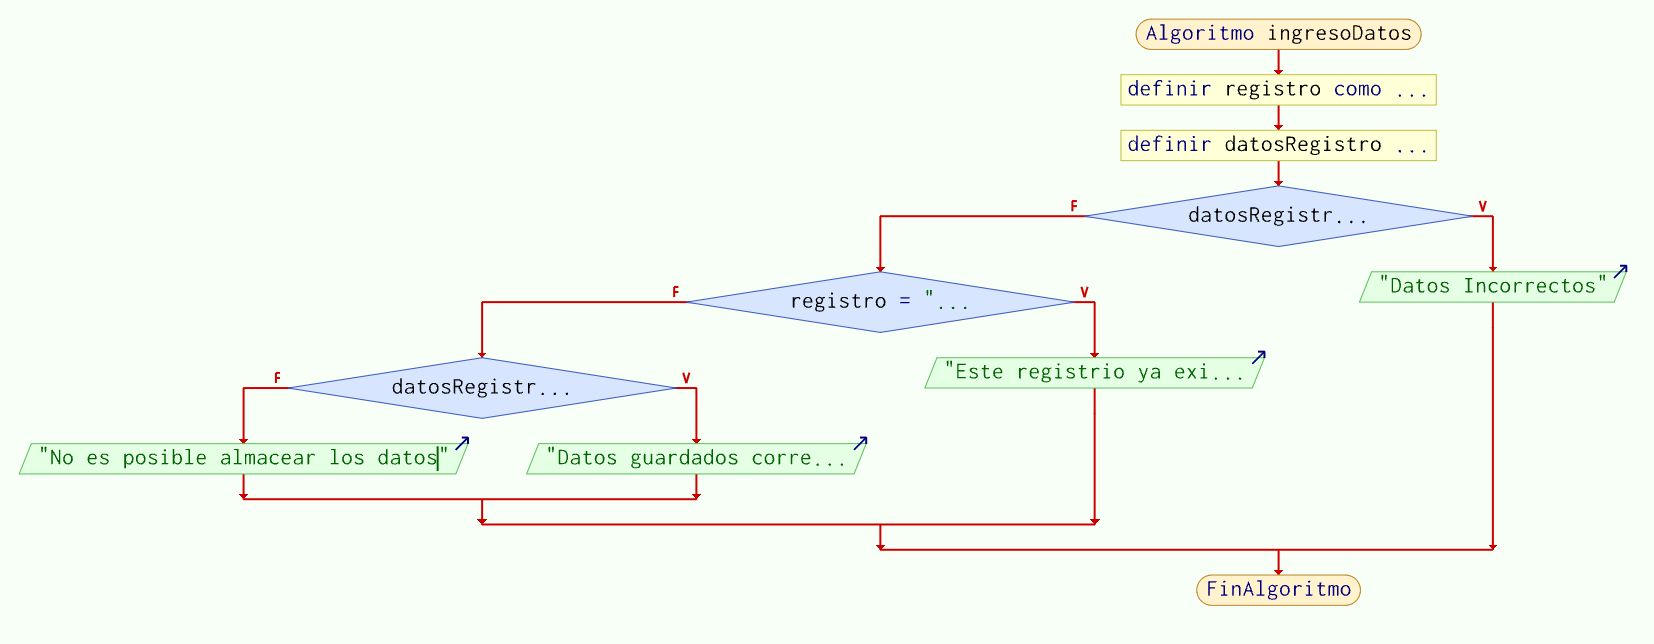 Algoritmo ingresoDatos
definir registro como ...
definir datosRegistro ...
F
datosRegistr...
V
F
registro = "...
V
"Datos Incorrectos"
F
datosRegistr...
V
"Este registrio ya exi...
"No es posible almacear los datos"
"Datos guardados corre...
FinAlgoritmo